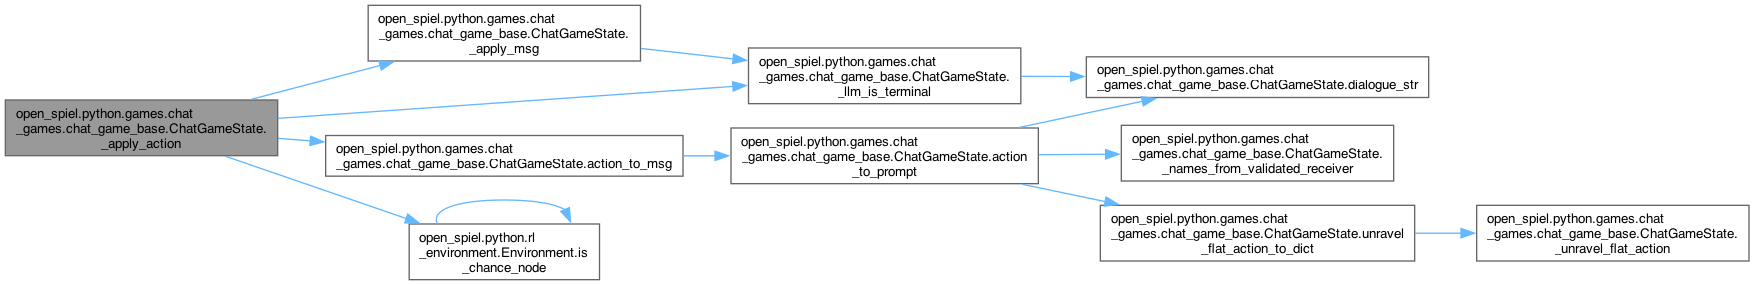 open_spiel.python.games.chat
_games.chat_game_base.ChatGameState.
_apply_action
open_spiel.python.games.chat
_games.chat_game_base.ChatGameState.
_apply_msg
open_spiel.python.games.chat
_games.chat_game_base.ChatGameState.
_llm_is_terminal
open_spiel.python.games.chat
_games.chat_game_base.ChatGameState.dialogue_str
open_spiel.python.games.chat
_games.chat_game_base.ChatGameState.action_to_msg
open_spiel.python.games.chat
_games.chat_game_base.ChatGameState.action
_to_prompt
open_spiel.python.games.chat
_games.chat_game_base.ChatGameState.
_names_from_validated_receiver
open_spiel.python.games.chat
_games.chat_game_base.ChatGameState.unravel
_flat_action_to_dict
open_spiel.python.games.chat
_games.chat_game_base.ChatGameState.
_unravel_flat_action
open_spiel.python.rl
_environment.Environment.is
_chance_node